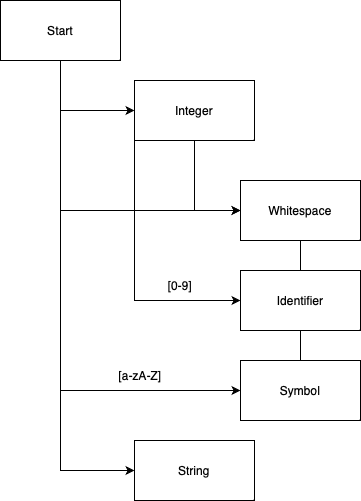 Start
Integer
Whitespace
[0-9]
Identifier
[a-zA-Z]
Symbol
String